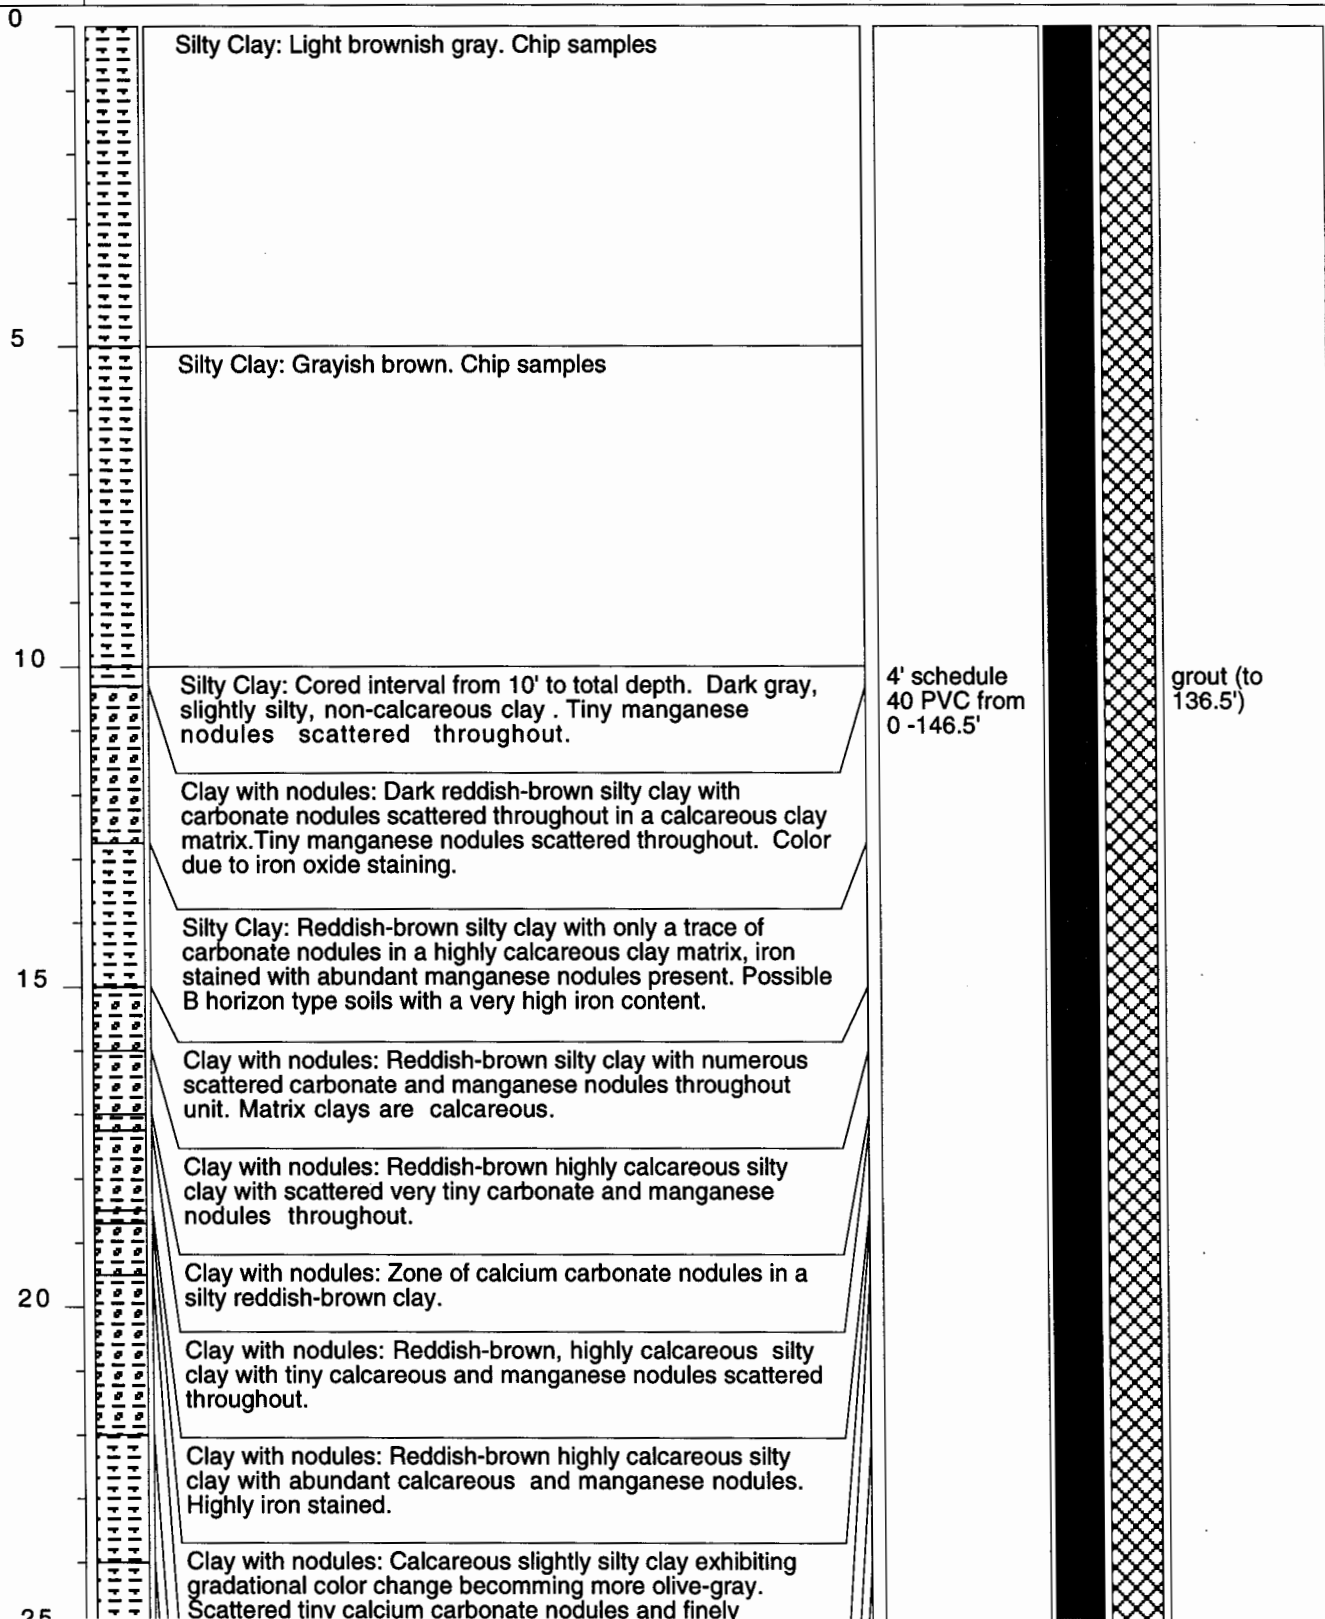 0
Silty Clay: Light brownish gray. Chip samples
5
Silty Clay: Grayish brown. Chip samples
10
Silty Clay: Cored interval from 10' to total depth. Dark gray,
slightly silty, non-calcareous clay . Tiny manganese
nodules scattered throughout.
4' schedule
40 PVC from
0 -146.5'
grout (to
136.5')
Clay with nodules: Dark reddish-brown silty clay with
carbonate nodules scattered throughout in a calcareous clay
matrix.Tiny manganese nodules scattered throughout. Color
due to iron oxide staining.
Silty Clay: Reddish-brown silty clay with only a trace of
carbonate nodules in a highly calcareous clay matrix, iron
stained with abundant manganese nodules present. Possible
B horizon type soils with a very high iron content.
15
Clay with nodules: Reddish-brown silty clay with numerous
scattered carbonate and manganese nodules throughout
unit. Matrix clays are calcareous.
Clay with nodules: Reddish-brown highly calcareous silty
clay with scattered very tiny carbonate and manganese
nodules throughout.
Clay with nodules: Zone of calcium carbonate nodules in a
silty reddish-brown clay.
20
Clay with nodules: Reddish-brown, highly calcareous silty
clay with tiny calcareous and manganese nodules scattered
throughout.
Clay with nodules: Reddish-brown highly calcareous silty
clay with abundant calcareous and manganese nodules.
Highly iron stained.
Clay with nodules: Calcareous slightly silty clay exhibiting
gradational color change becomming more olive-gray.
Scattered tiny calcium carbonate nodules and finely
25